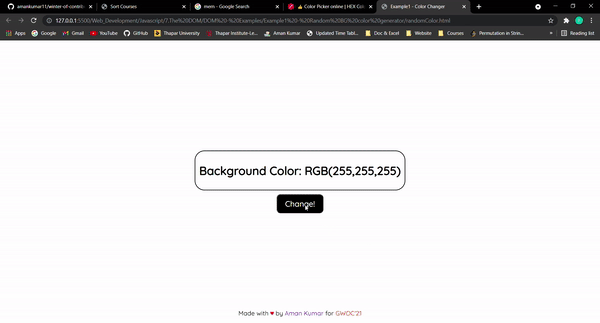 amankumar11/winter-of-contrib
Sort Courses
mem - Google Search
Color Picker online | HEX Col
Example1 - Color Changer
127.0.0.1:5500/Web_Development/Javascript/7.The%20DOM/DOM%20-%20Examples/Example1%20-%20Random%20BG%20color%20generator/randomColor.html
Apps Google Gmail YouTube GitHub Thapar University Thapar Institute-Le... Aman Kumar Updated Time Tabl... Doc & Excel Website Courses Permutation in Strin... » Reading list
Background Color: RGB(255,255,255)
Change!
Made with ♥ by Aman Kumar for GWOC'21